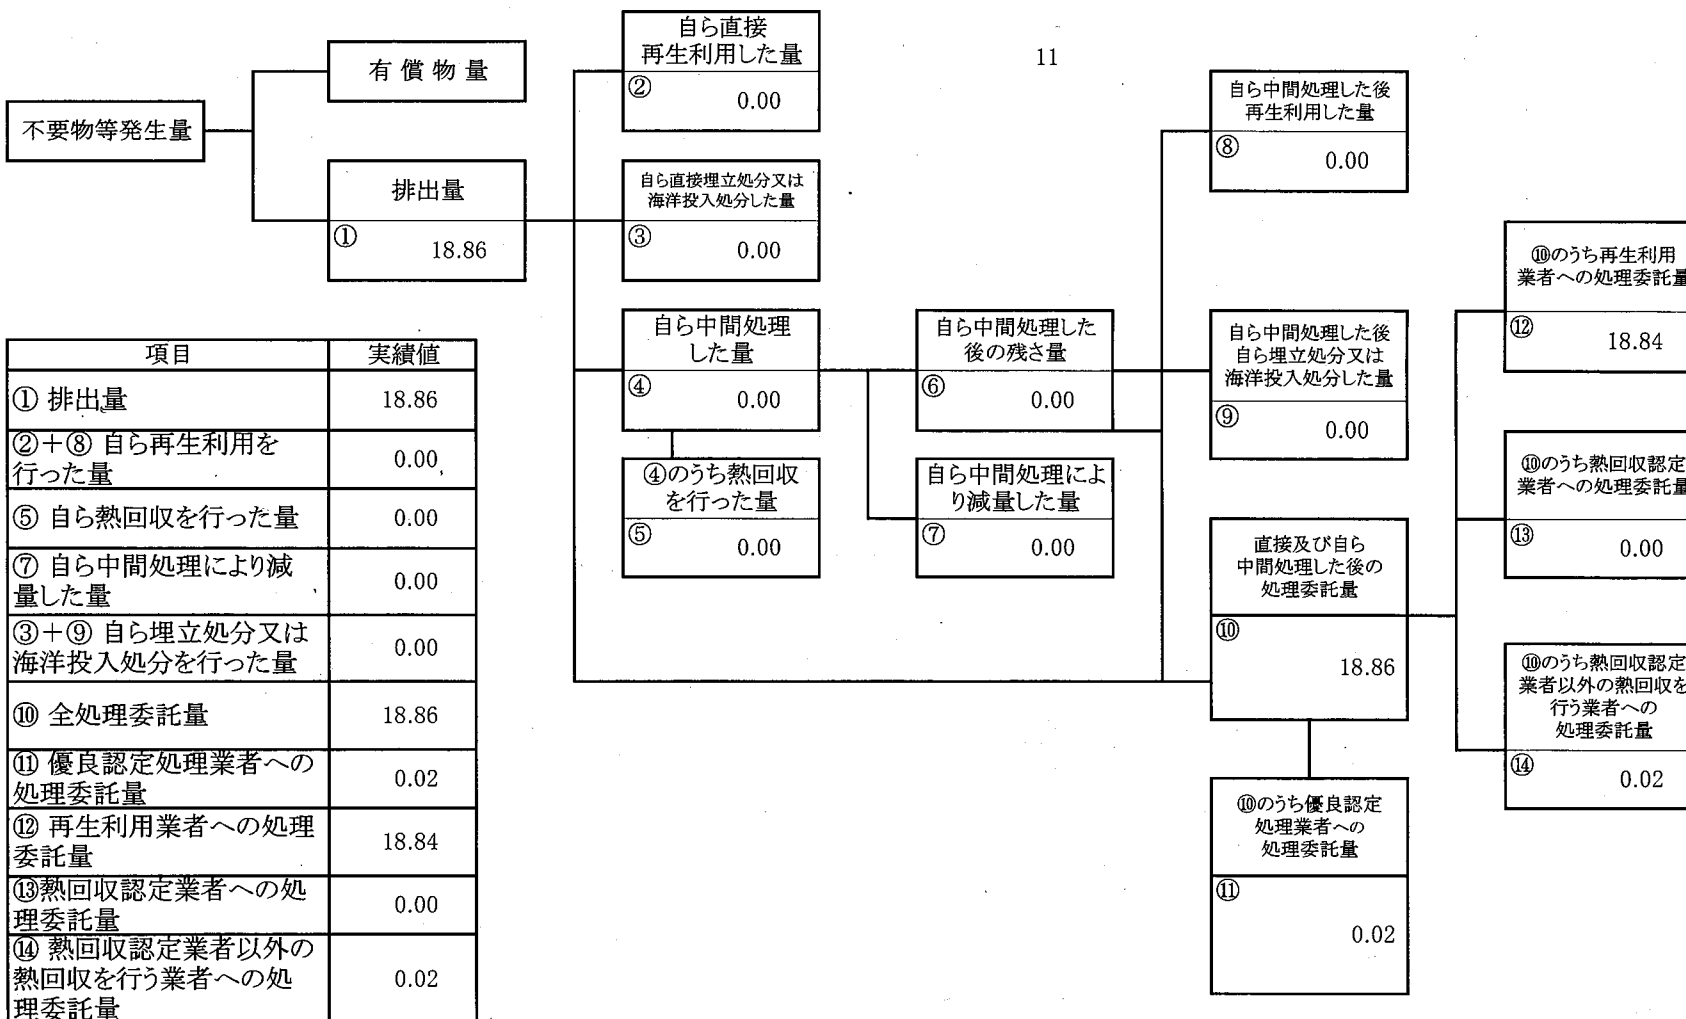 11
不要物等発生量
有償物量
排出量
①
18.86
自ら直接
再生利用した量
②
0.00
自ら直接埋立処分又は
海洋投入処分した量
③
0.00
自ら中間処理
した量
④
0.00
④のうち熱回収
を行った量
⑤
0.00
自ら中間処理した
後の残さ量
⑥
0.00
自ら中間処理によ
り減量した量
⑦
0.00
自ら中間処理した後
再生利用した量
⑧
0.00
自ら中間処理した後
自ら埋立処分又は
海洋投入処分した量
⑨
0.00
直接及び自ら
中間処理した後の
処理委託量
⑩
18.86
⑩のうち優良認定
処理業者への
処理委託量
⑪
0.02
⑩のうち再生利用
業者への処理委託量
⑫
18.84
⑩のうち熱回収認定
業者への処理委託量
⑬
0.00
⑩のうち熱回収認定
業者以外の熱回収を
行う業者への
処理委託量
⑭
0.02
項目 実績値
① 排出量 18.86
②+⑧ 自ら再生利用を
行った量 0.00
⑤ 自ら熱回収を行った量 0.00
⑦ 自ら中間処理により減
量した量 0.00
③+⑨ 自ら埋立処分又は
海洋投入処分を行った量 0.00
⑩ 全処理委託量 18.86
⑪ 優良認定処理業者への
処理委託量 0.02
⑫ 再生利用業者への処理
委託量 18.84
⑬熱回収認定業者への処
理委託量 0.00
⑭ 熱回収認定業者以外の
熱回収を行う業者への処
理委託量 0.02